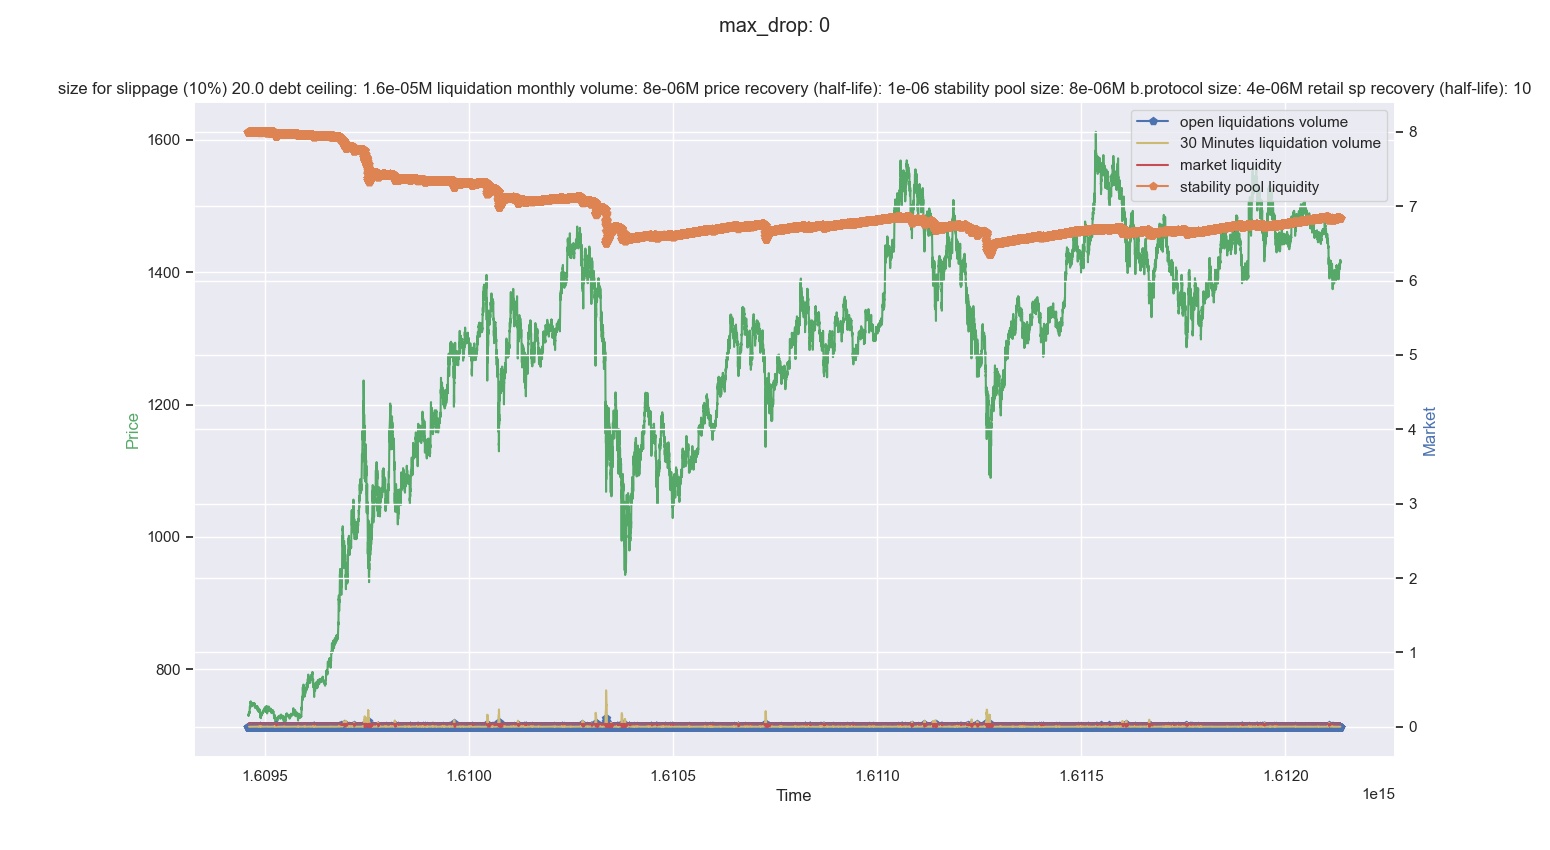 max_drop: 0
size for slippage (10%) 20.0 debt ceiling: 1.6e-05M liquidation monthly volume: 8e-06M price recovery (half-life): 1e-06 stability pool size: 8e-06M b.protocol size: 4e-06M retail sp recovery (half-life): 10
open liquidations volume
30 Minutes liquidation volume
market liquidity
stability pool liquidity
1600
1400
1200
1000
800
Price
8
7
6
5
4
3
2
1
0
Market
1.6095 1.6100 1.6105 1.6110 1.6115 1.6120
1e15
Time